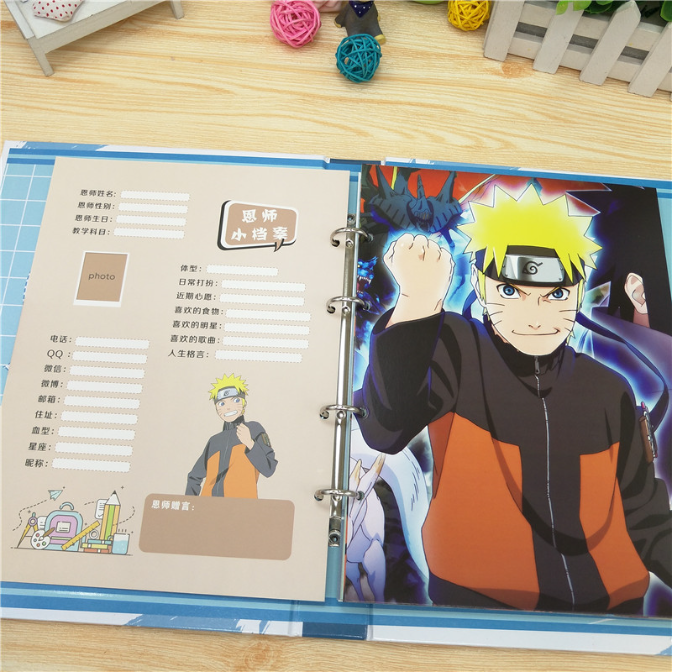 恩师姓名:
恩师性别:
恩师生日:
教学科目:
恩师
小档案
photo
体型:
日常打扮:
近期心愿:
喜欢的食物:
喜欢的明星:
喜欢的歌曲:
人生格言:
电话:
QQ:
微信:
微博:
邮箱:
住址:
血型:
星座:
昵称:
恩师赠言: